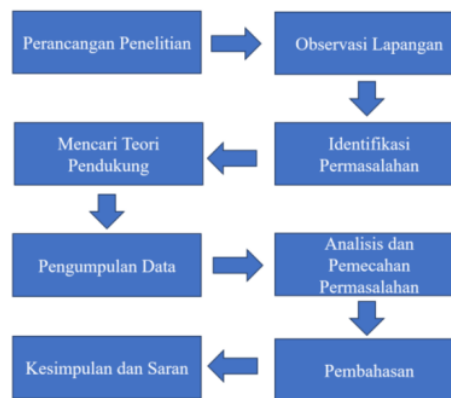 Perancangan Penelitian
Observasi Lapangan
Identifikasi
Permasalahan
Mencari Teori
Pendukung
Pengumpulan Data
Analisis dan
Pemecahan
Permasalahan
Pembahasan
Kesimpulan dan Saran